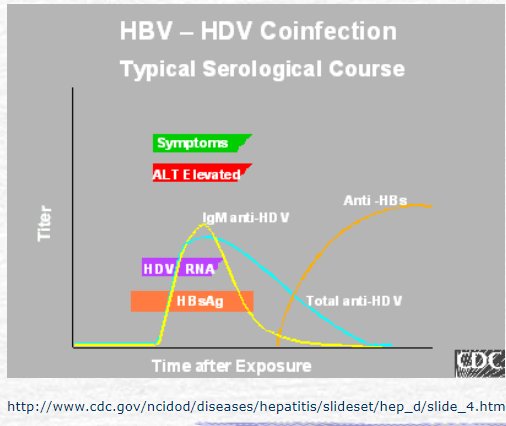 HBV – HDV Coinfection
Typical Serological Course
Symptoms
ALT Elevated
Anti -HBs
IgM anti-HDV
Titer
HDV RNA
HBsAg
Total anti-HDV
CDC
Time after Exposure
http://www.cdc.gov/ncidod/diseases/hepatitis/slideset/hep_d/slide_4.htm